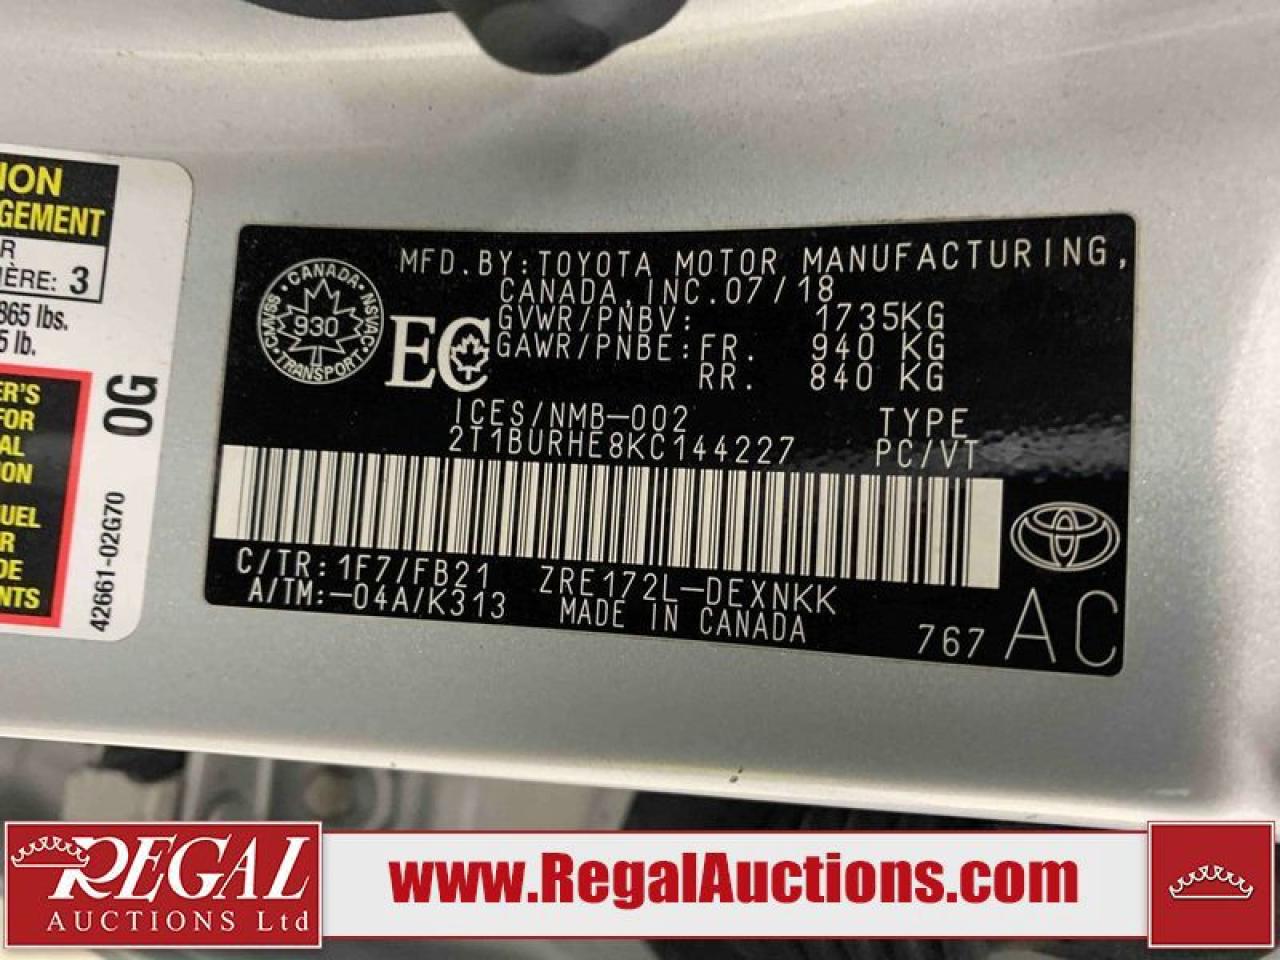 ION
GEMENT
R
IÈRE: 3
865 lbs.
5 lb.
ER'S
FOR
AL
ION
UEL
R
DE
NTS
0G
42661-02G70
CANADA
CMVSS NSVAC
930
TRANSPORT
EC
MFD.BY:TOYOTA MOTOR MANUFACTURING,
CANADA,INC.07/18
GVWR/PNBV: 1735KG
GAWR/PNBE:FR. 940 KG
RR. 840 KG
ICES/NMB-002 TYPE
2T1BURHE8KC144227 PC/VT
C/TR:1F7/FB21 ZRE172L-DEXNKK
A/TM:-04A/K313 MADE IN CANADA
767 AC
REGAL
AUCTIONS Ltd
www.RegalAuctions.com